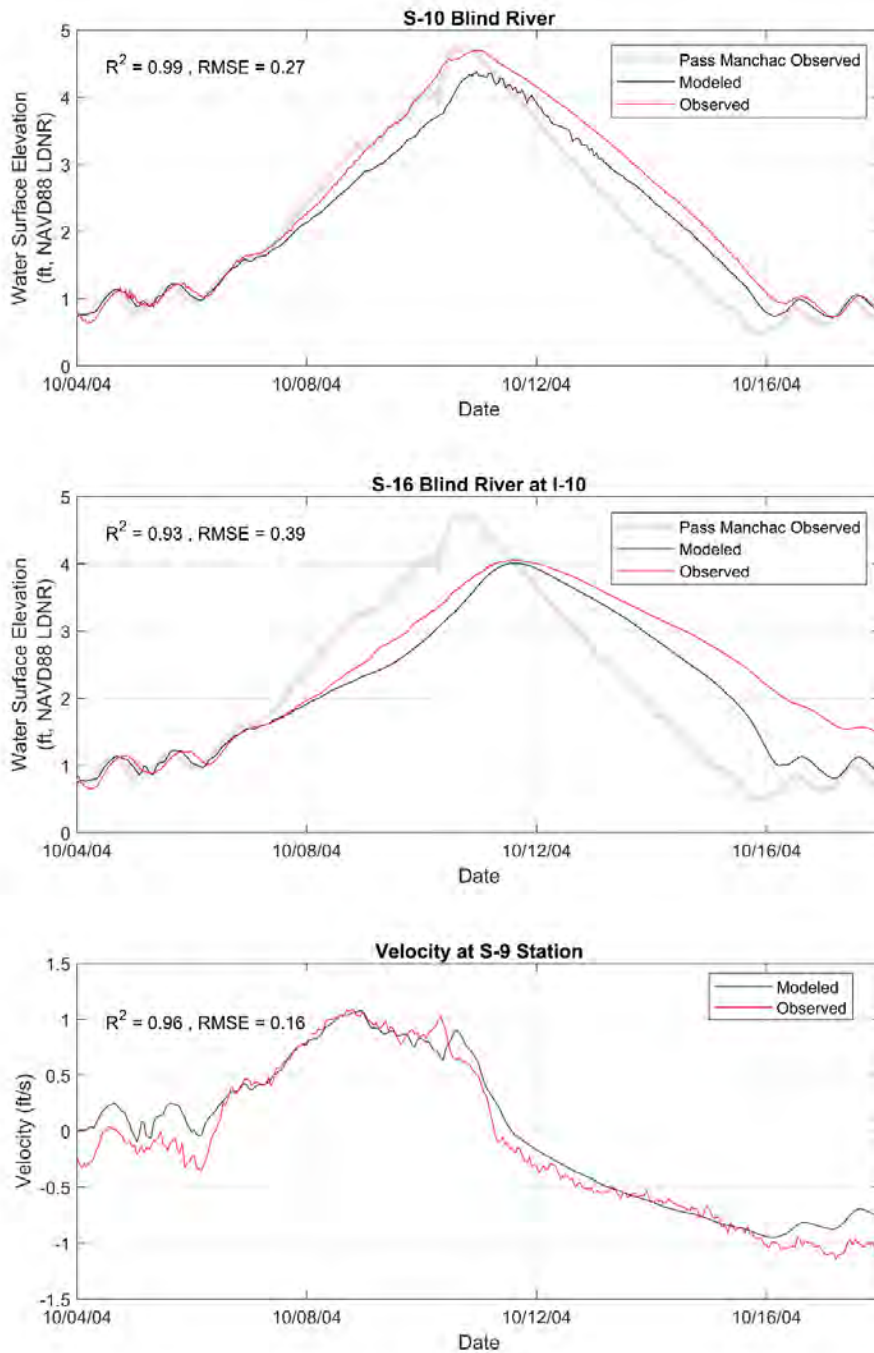 S-10 Blind River
R² = 0.99 , RMSE = 0.27
Pass Manchac Observed
Modeled
Observed
Water Surface Elevation
(ft, NAVD88 LDNR)
5
4
3
2
1
0
10/04/04 10/08/04 10/12/04 10/16/04
Date
S-16 Blind River at I-10
R² = 0.93 , RMSE = 0.39
Pass Manchac Observed
Modeled
Observed
Water Surface Elevation
(ft, NAVD88 LDNR)
5
4
3
2
1
0
10/04/04 10/08/04 10/12/04 10/16/04
Date
Velocity at S-9 Station
R² = 0.96 , RMSE = 0.16
Modeled
Observed
Velocity (ft/s)
1.5
1
0.5
0
-0.5
-1
-1.5
10/04/04 10/08/04 10/12/04 10/16/04
Date